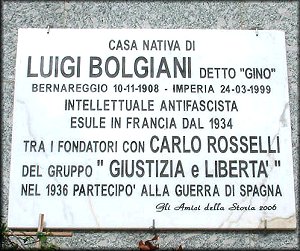 CASA NATIVA DI
LUIGI BOLGIANI DETTO "GINO"
BERNAREGGIO 10-11-1908 - IMPERIA 24-03-1999
INTELLETTUALE ANTIFASCISTA
ESULE IN FRANCIA DAL 1934
TRA I FONDATORI CON CARLO ROSSELLI
DEL GRUPPO " GIUSTIZIA e LIBERTA' "
NEL 1936 PARTECIPO' ALLA GUERRA DI SPAGNA
Gli Amici della Storia 2006